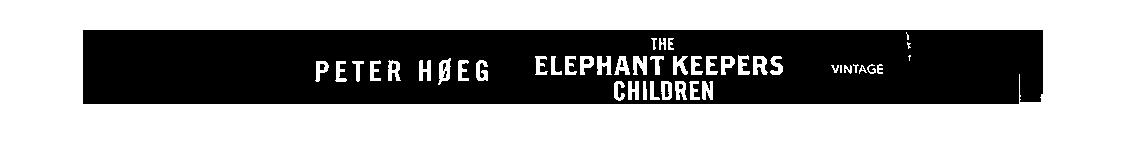 PETER HØEG
THE
ELEPHANT KEEPERS
CHILDREN
VINTAGE